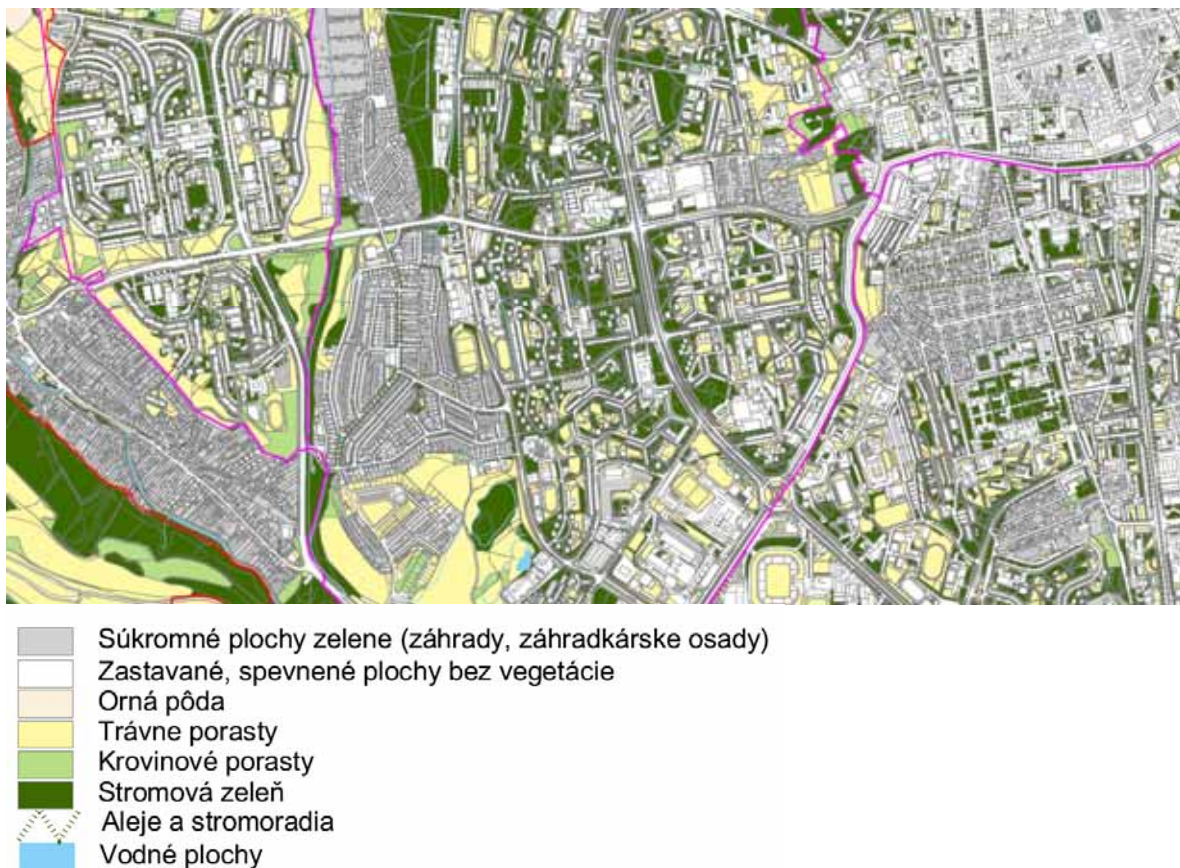 Súkromné plochy zelene (záhrady, záhradkárske osady)
Zastavané, spevnené plochy bez vegetácie
Orná pôda
Trávne porasty
Krovinové porasty
Stromová zeleň
Aleje a stromoradia
Vodné plochy